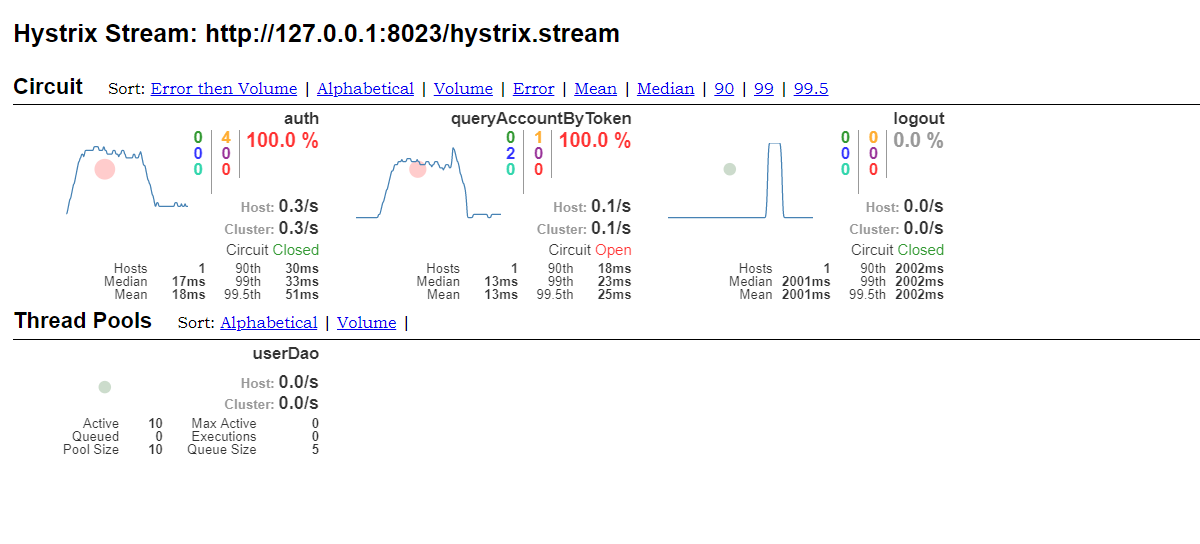 Hystrix Stream: http://127.0.0.1:8023/hystrix.stream
Circuit Sort: Error then Volume | Alphabetical | Volume | Error | Mean | Median | 90 | 99 | 99.5
auth
0 4 100.0 %
0 0
0 0
Host: 0.3/s
Cluster: 0.3/s
Circuit Closed
Hosts 1 90th 30ms
Median 17ms 99th 33ms
Mean 18ms 99.5th 51ms
queryAccountByToken
0 1 100.0 %
2 0
0 0
Host: 0.1/s
Cluster: 0.1/s
Circuit Open
Hosts 1 90th 18ms
Median 13ms 99th 23ms
Mean 13ms 99.5th 25ms
logout
0 0 0.0 %
0 0
0 0
Host: 0.0/s
Cluster: 0.0/s
Circuit Closed
Hosts 1 90th 2002ms
Median 2001ms 99th 2002ms
Mean 2001ms 99.5th 2002ms
Thread Pools Sort: Alphabetical | Volume |
userDao
Host: 0.0/s
Cluster: 0.0/s
Active 10 Max Active 0
Queued 0 Executions 0
Pool Size 10 Queue Size 5